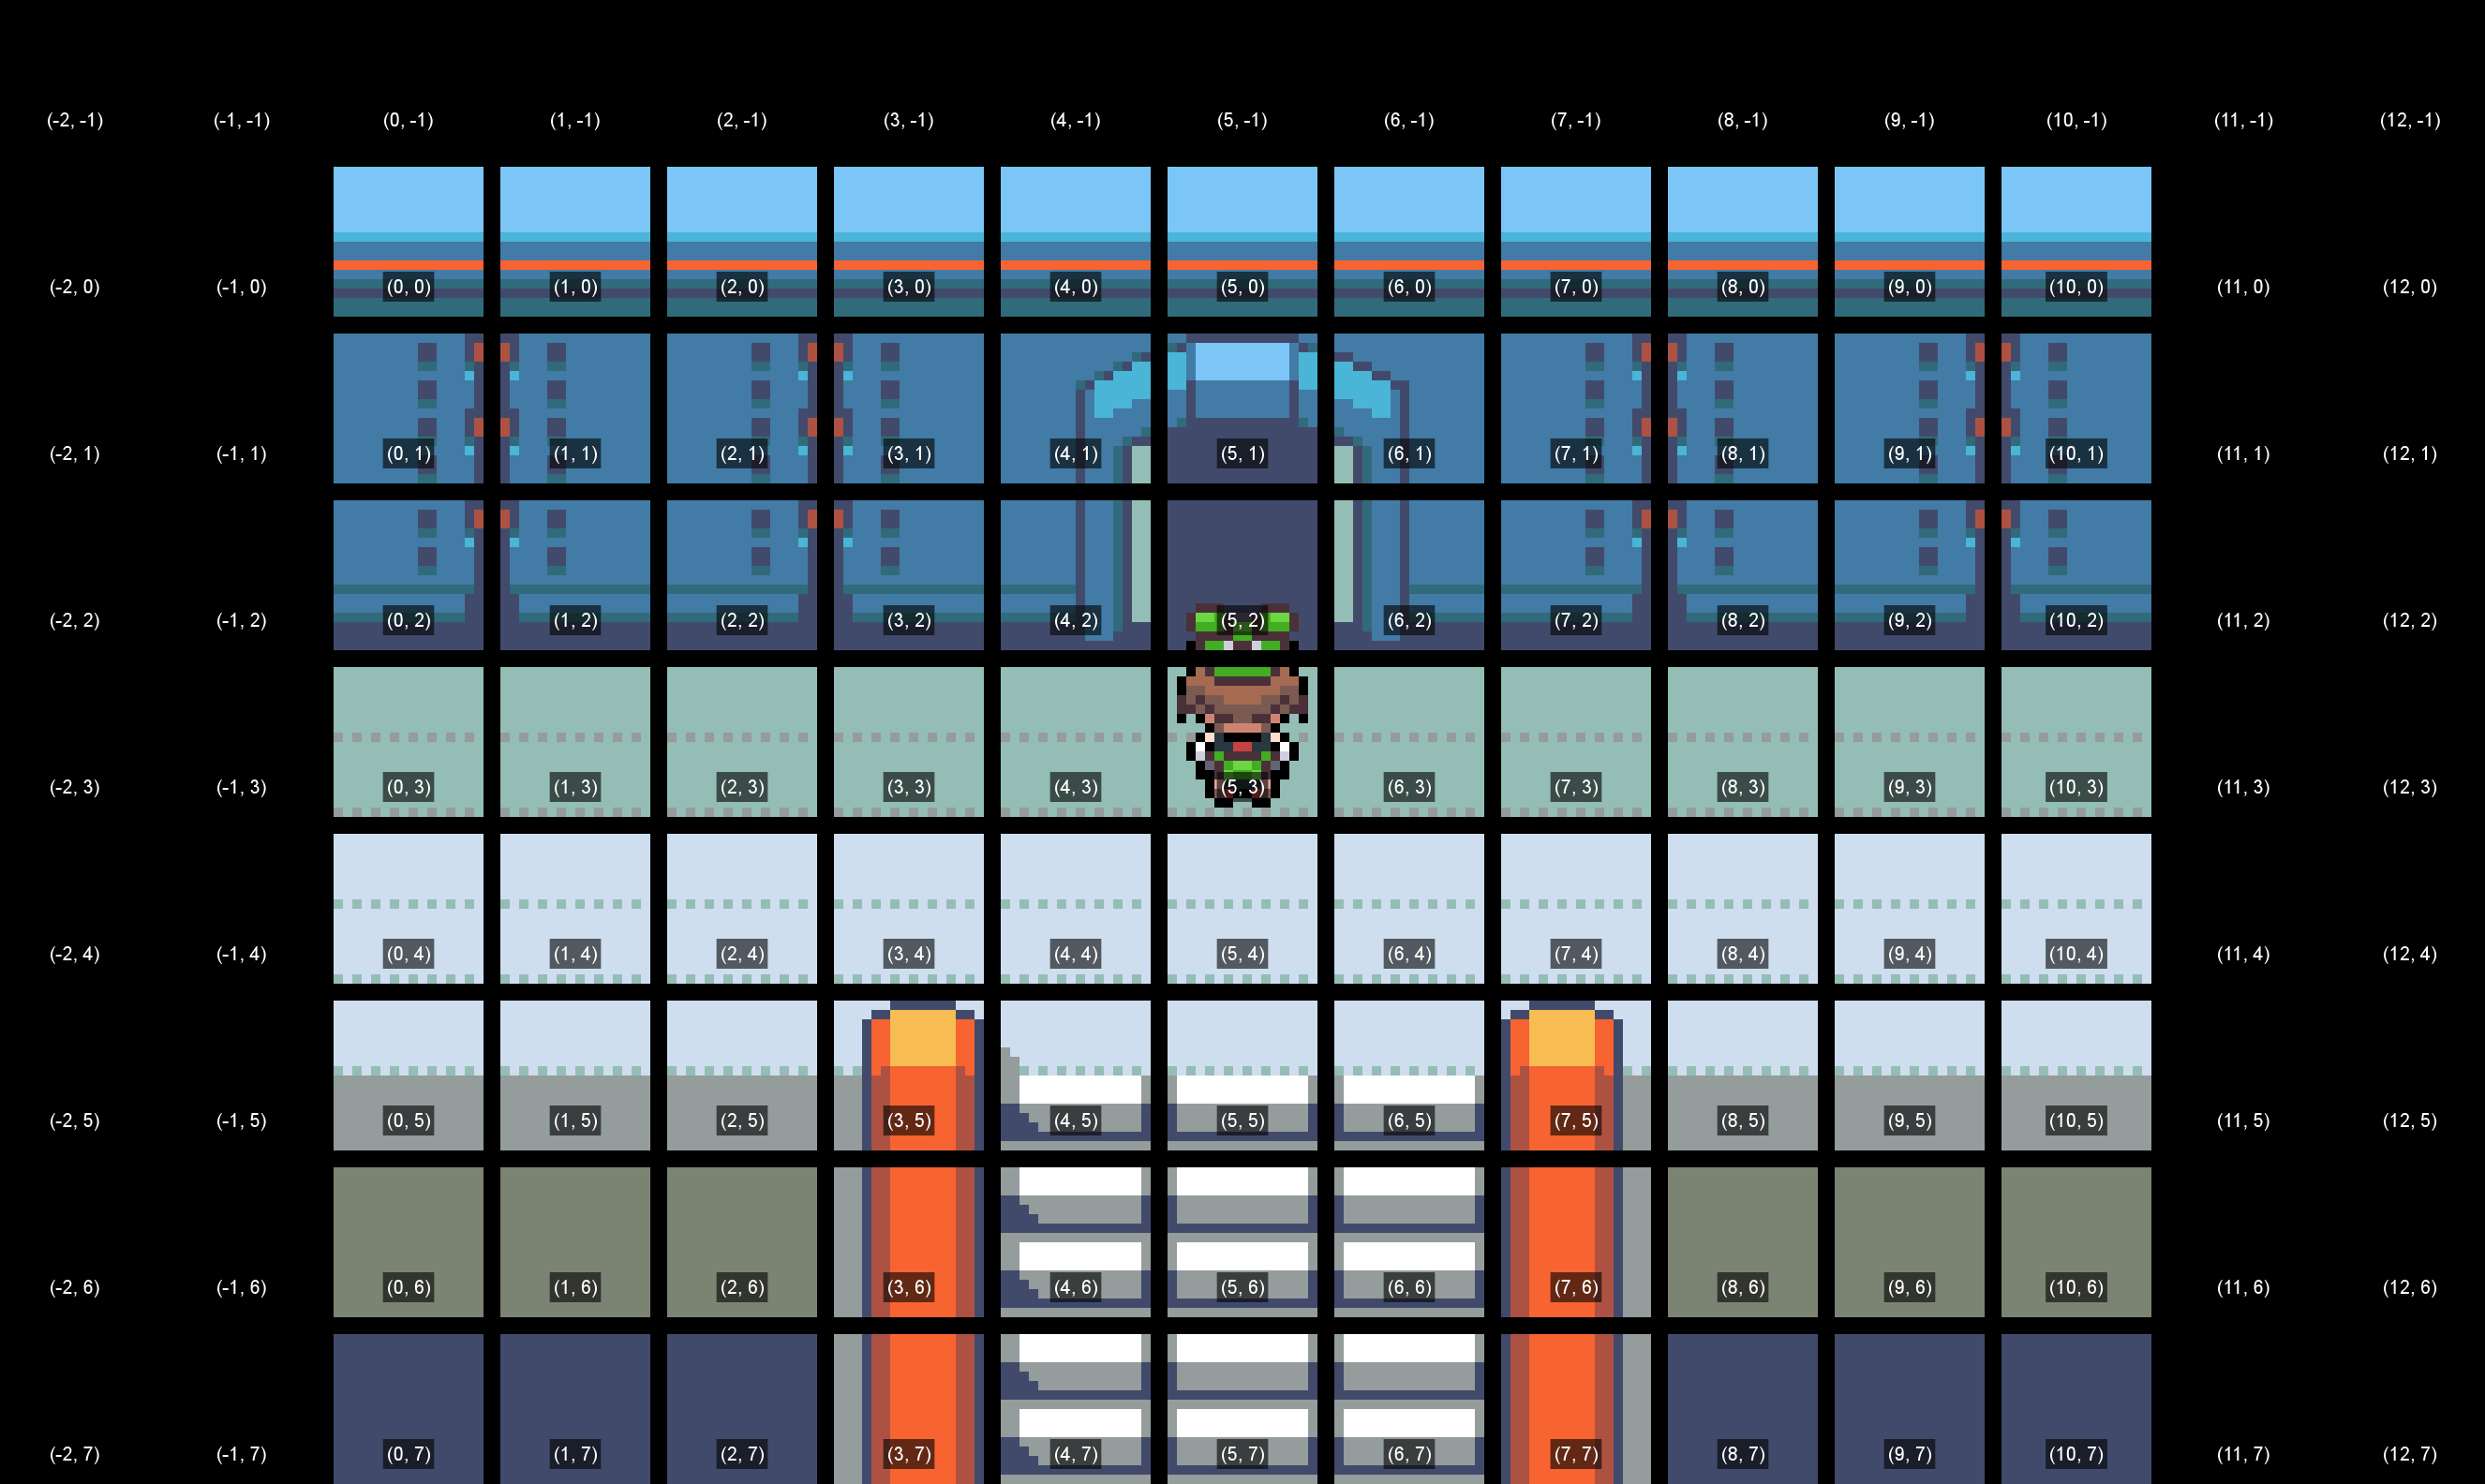 (-2, -1) (-1, -1) (0, -1) (1, -1) (2, -1) (3, -1) (4, -1) (5, -1) (6, -1) (7, -1) (8, -1) (9, -1) (10, -1) (11, -1) (12, -1)
(-2, 0) (-1, 0) (0, 0) (1, 0) (2, 0) (3, 0) (4, 0) (5, 0) (6, 0) (7, 0) (8, 0) (9, 0) (10, 0) (11, 0) (12, 0)
(-2, 1) (-1, 1) (0, 1) (1, 1) (2, 1) (3, 1) (4, 1) (5, 1) (6, 1) (7, 1) (8, 1) (9, 1) (10, 1) (11, 1) (12, 1)
(-2, 2) (-1, 2) (0, 2) (1, 2) (2, 2) (3, 2) (4, 2) (5, 2) (6, 2) (7, 2) (8, 2) (9, 2) (10, 2) (11, 2) (12, 2)
(-2, 3) (-1, 3) (0, 3) (1, 3) (2, 3) (3, 3) (4, 3) (5, 3) (6, 3) (7, 3) (8, 3) (9, 3) (10, 3) (11, 3) (12, 3)
(-2, 4) (-1, 4) (0, 4) (1, 4) (2, 4) (3, 4) (4, 4) (5, 4) (6, 4) (7, 4) (8, 4) (9, 4) (10, 4) (11, 4) (12, 4)
(-2, 5) (-1, 5) (0, 5) (1, 5) (2, 5) (3, 5) (4, 5) (5, 5) (6, 5) (7, 5) (8, 5) (9, 5) (10, 5) (11, 5) (12, 5)
(-2, 6) (-1, 6) (0, 6) (1, 6) (2, 6) (3, 6) (4, 6) (5, 6) (6, 6) (7, 6) (8, 6) (9, 6) (10, 6) (11, 6) (12, 6)
(-2, 7) (-1, 7) (0, 7) (1, 7) (2, 7) (3, 7) (4, 7) (5, 7) (6, 7) (7, 7) (8, 7) (9, 7) (10, 7) (11, 7) (12, 7)